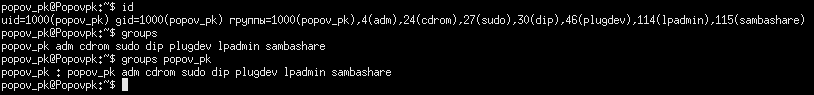 popov_pk@Popovpk:~$ id
uid=1000(popov_pk) gid=1000(popov_pk) группы=1000(popov_pk),4(adm),24(cdrom),27(sudo),30(dip),46(plugdev),114(lpadmin),115(sambashare)
popov_pk@Popovpk:~$ groups
popov_pk adm cdrom sudo dip plugdev lpadmin sambashare
popov_pk@Popovpk:~$ groups popov_pk
popov_pk : popov_pk adm cdrom sudo dip plugdev lpadmin sambashare
popov_pk@Popovpk:~$